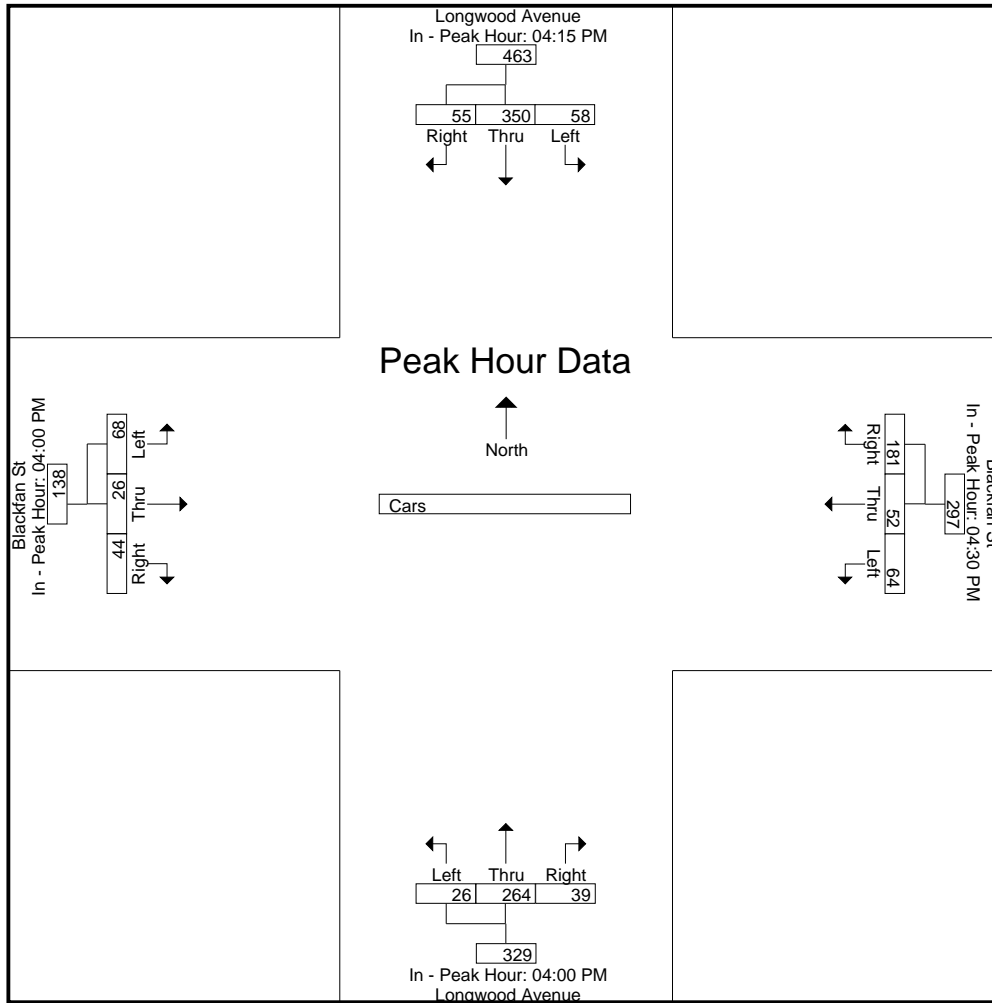 Longwood Avenue
In - Peak Hour: 04:15 PM
463
55 350 58
Right Thru Left
Peak Hour Data
North
Cars
Blackfan St
In - Peak Hour: 04:00 PM
138
68 26 44
Left Thru Right
Blackfan St
In - Peak Hour: 04:30 PM
297
181 52 64
Right Thru Left
Left Thru Right
26 264 39
329
In - Peak Hour: 04:00 PM
Longwood Avenue